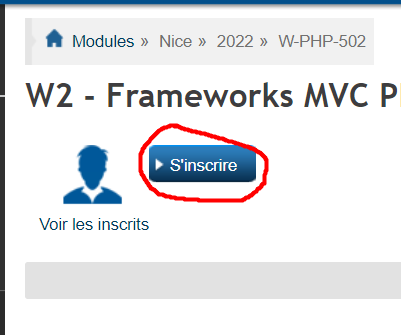 Modules » Nice » 2022 » W-PHP-502
W2 - Frameworks MVC
S'inscrire
Voir les inscrits